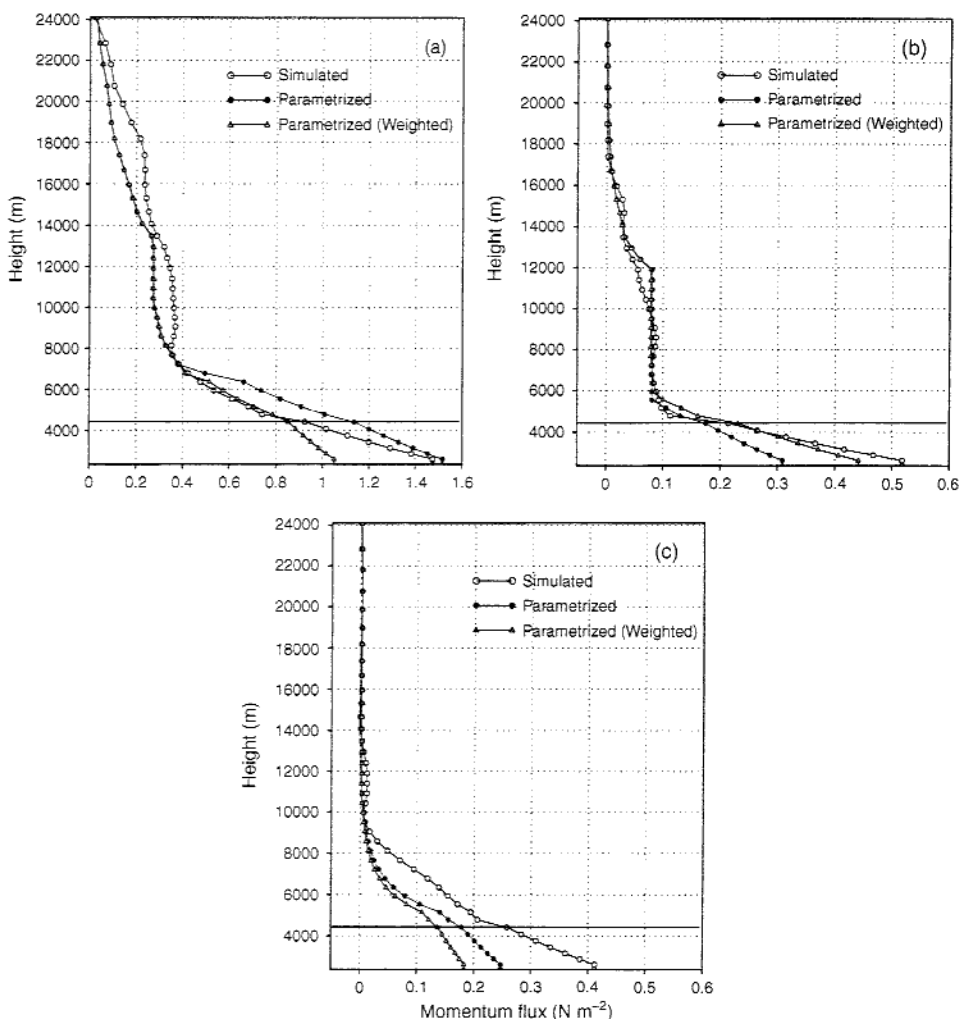 (a)
Simulated
Parametrized
Parametrized (Weighted)
Height (m)
24000
22000
20000
18000
16000
14000
12000
10000
8000
6000
4000
0 0.2 0.4 0.6 0.8 1 1.2 1.4 1.6
(b)
Simulated
Parametrized
Parametrized (Weighted)
Height (m)
24000
22000
20000
18000
16000
14000
12000
10000
8000
6000
4000
0 0.1 0.2 0.3 0.4 0.5 0.6
(c)
Simulated
Parametrized
Parametrized (Weighted)
Height (m)
24000
22000
20000
18000
16000
14000
12000
10000
8000
6000
4000
0 0.1 0.2 0.3 0.4 0.5 0.6
Momentum flux (N m⁻²)